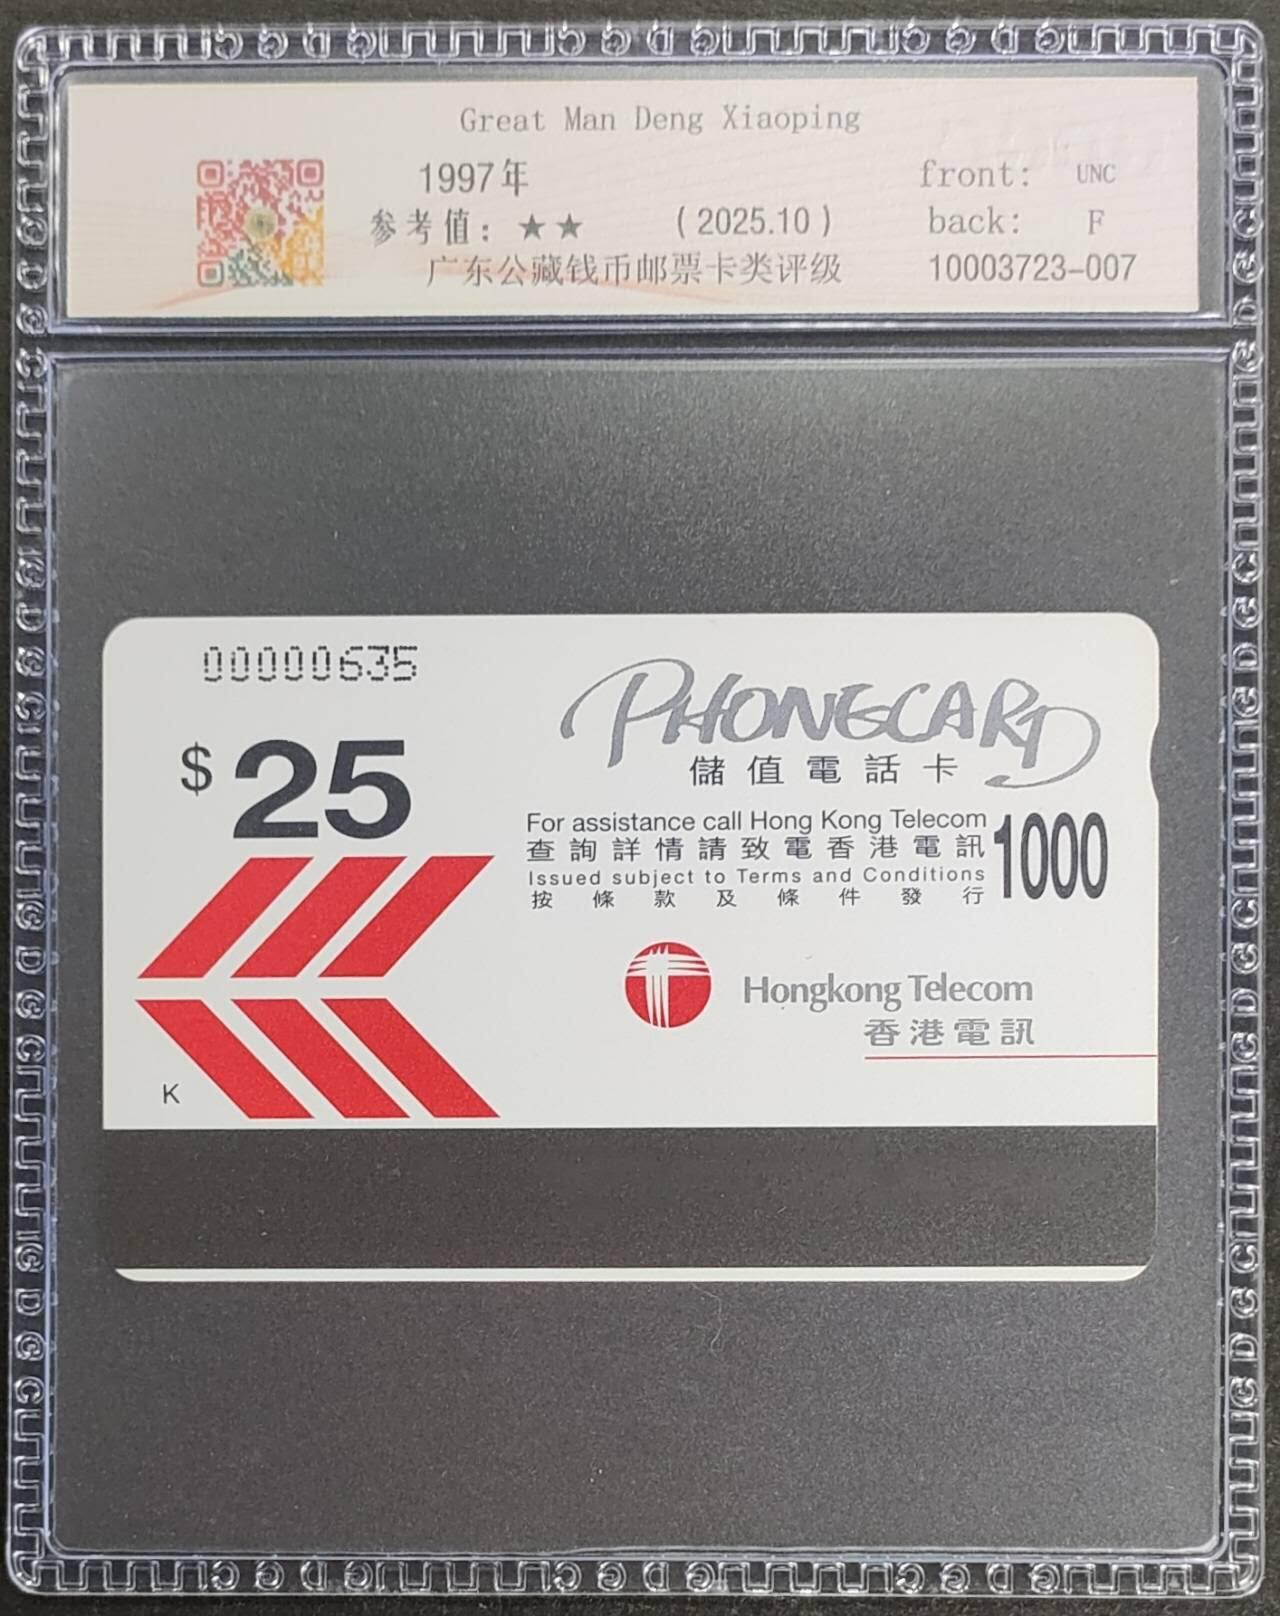 Great Man Deng Xiaoping
1997年
front: UNC
参考值: ★★ (2025.10)
back: F
广东公藏钱币邮票卡类评级
10003723-007
00000635
PHONECARD
$25
儲值電話卡
For assistance call Hong Kong Telecom
查詢詳情請致電香港電訊
1000
Issued subject to Terms and Conditions
按條款及條件發行
Hongkong Telecom
香港電訊
K